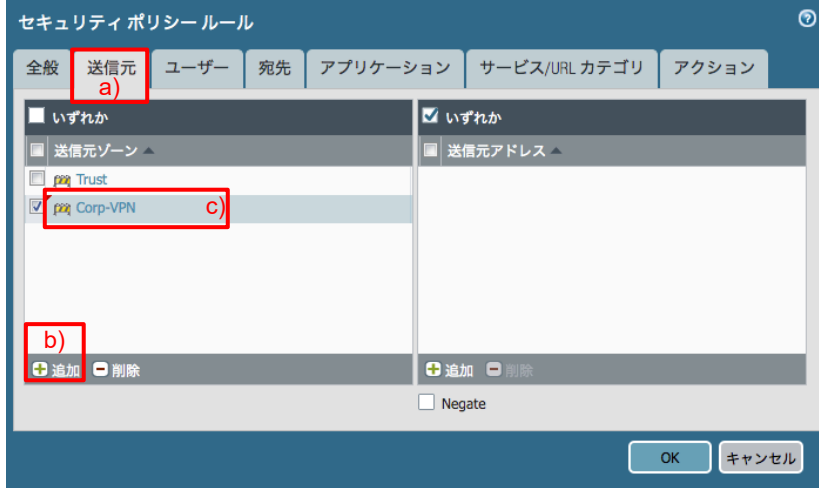 セキュリティ ポリシー ルール
全般 送信元 ユーザー 宛先 アプリケーション サービス/URL カテゴリ アクション
a)
いずれか
送信元ゾーン
Trust
Corp-VPN c)
b)
追加 削除
いずれか
送信元アドレス
追加 削除
Negate
OK キャンセル